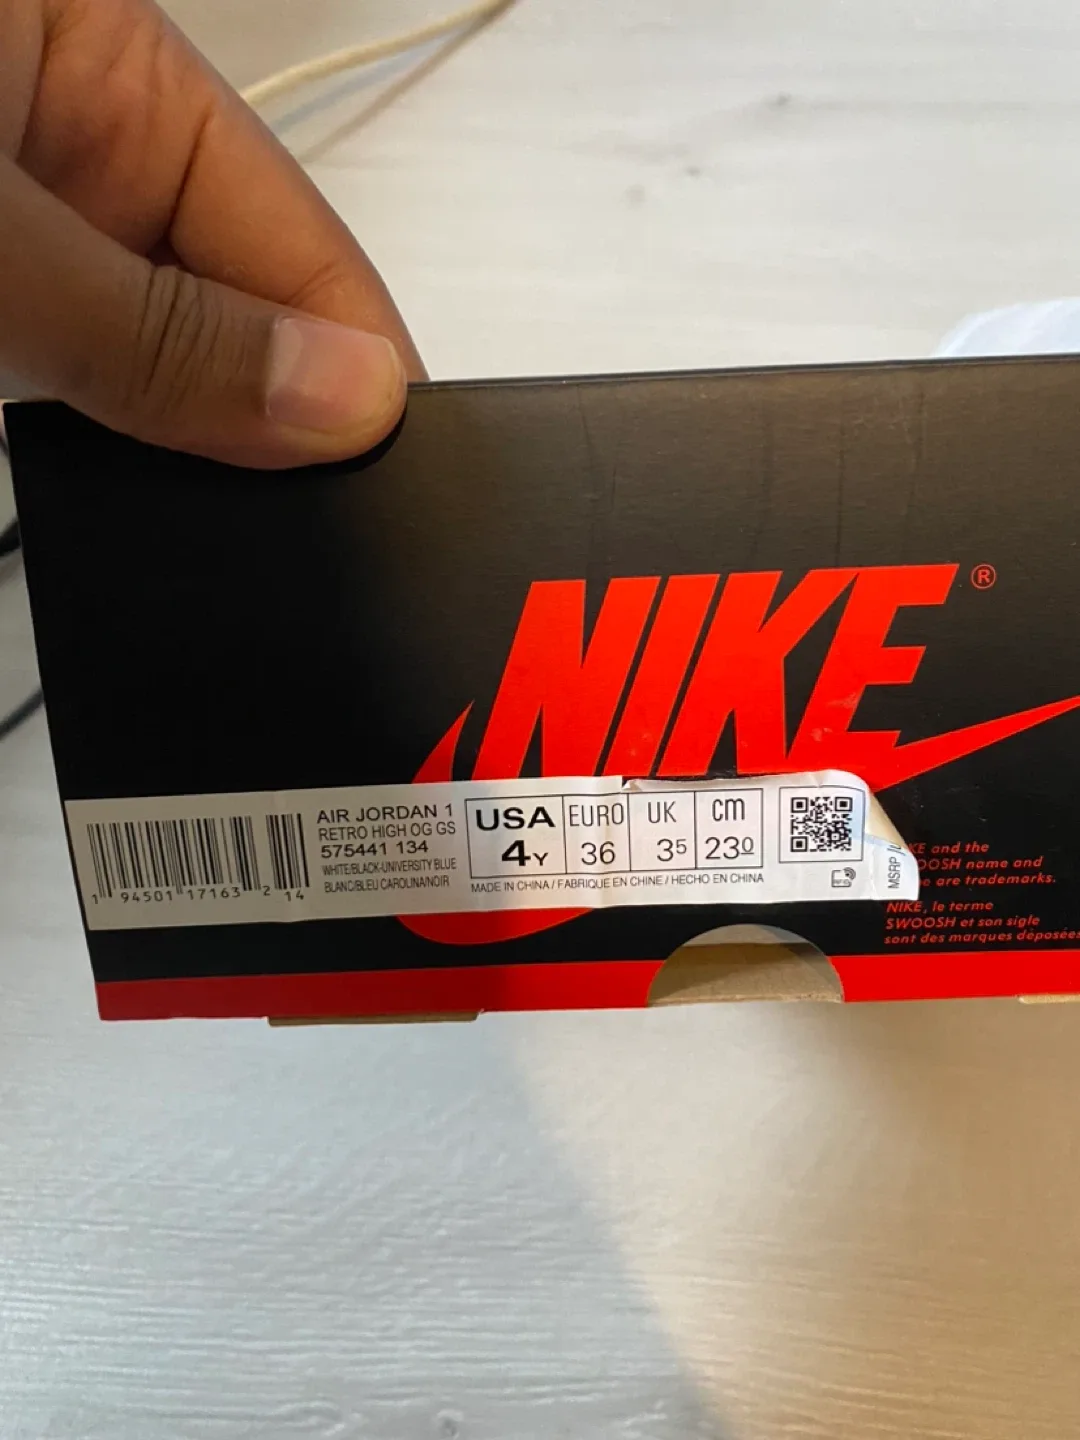 NIKE®
AIR JORDAN 1
RETRO HIGH OG GS
575441 134
WHITE/BLACK-UNIVERSITY BLUE
BLANC/BLEU CAROLINA/NOIR
1 94501 17163 2 14
USA EURO UK cm
4Y 36 35 230
MADE IN CHINA / FABRIQUE EN CHINE / HECHO EN CHINA
MSRP
KE and the
OOSH name and
e are trademarks.
NIKE, le terme
SWOOSH et son sigle
sont des marques déposées